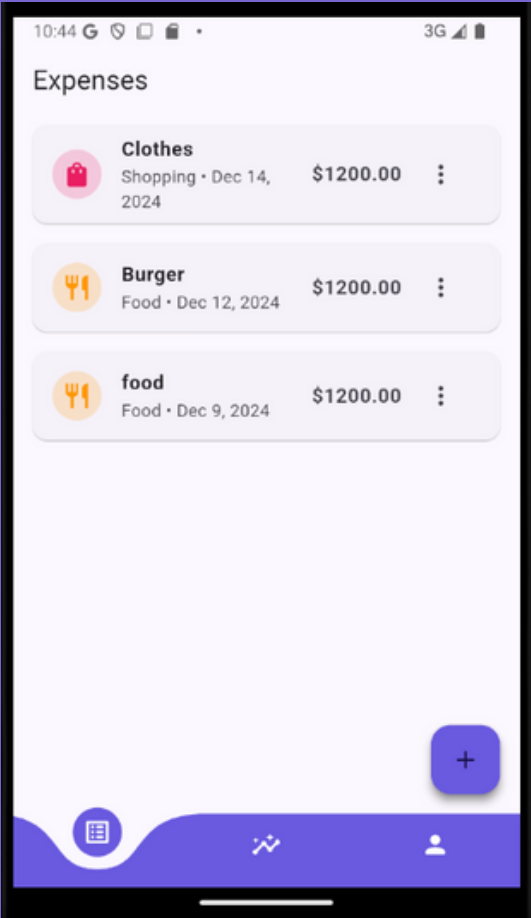 10:44
3G
Expenses
Clothes
Shopping • Dec 14,
2024
$1200.00
Burger
Food • Dec 12, 2024
$1200.00
food
Food • Dec 9, 2024
$1200.00